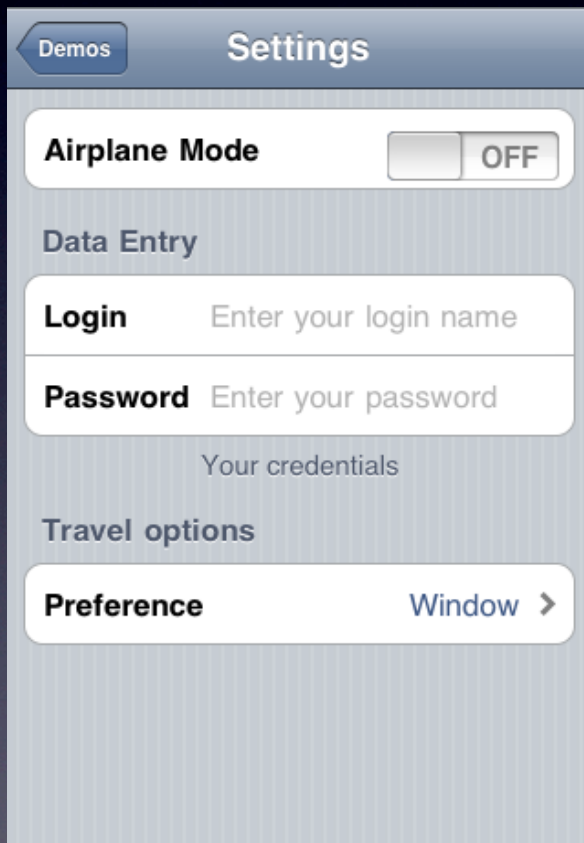 Demos Settings
Airplane Mode OFF
Data Entry
Login Enter your login name
Password Enter your password
Your credentials
Travel options
Preference Window